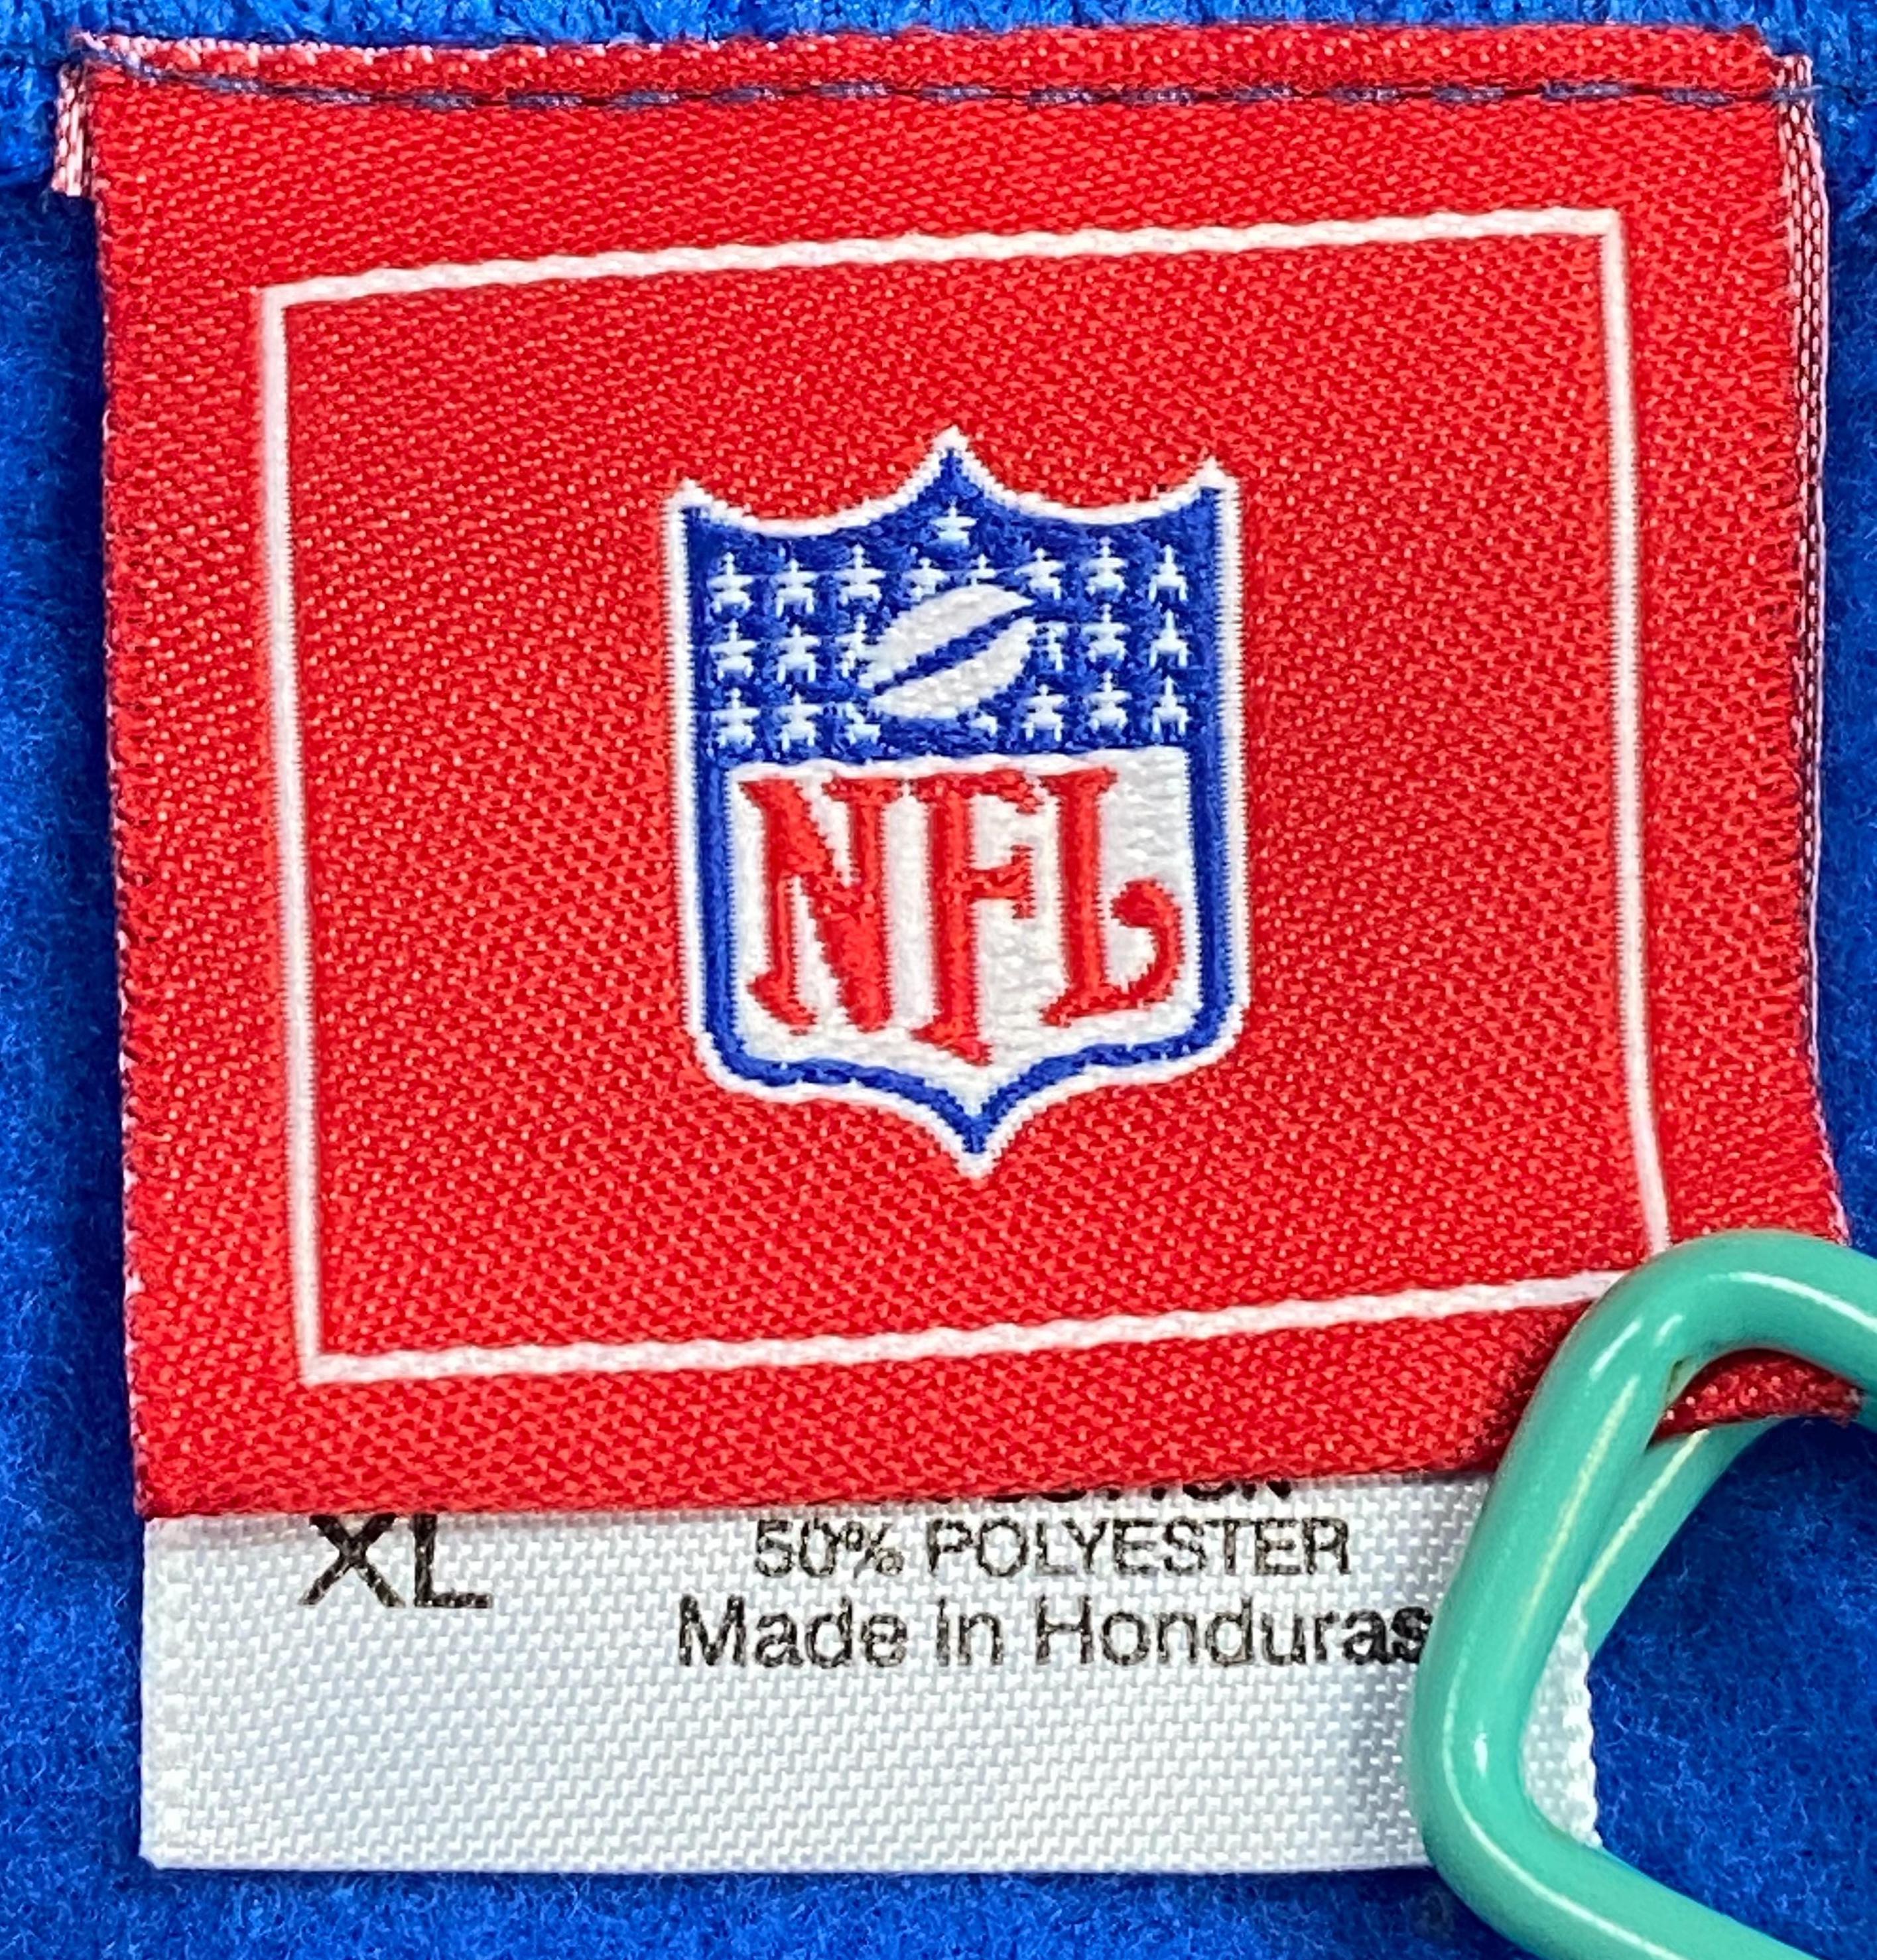 NFL
XL
50% POLYESTER
Made in Honduras